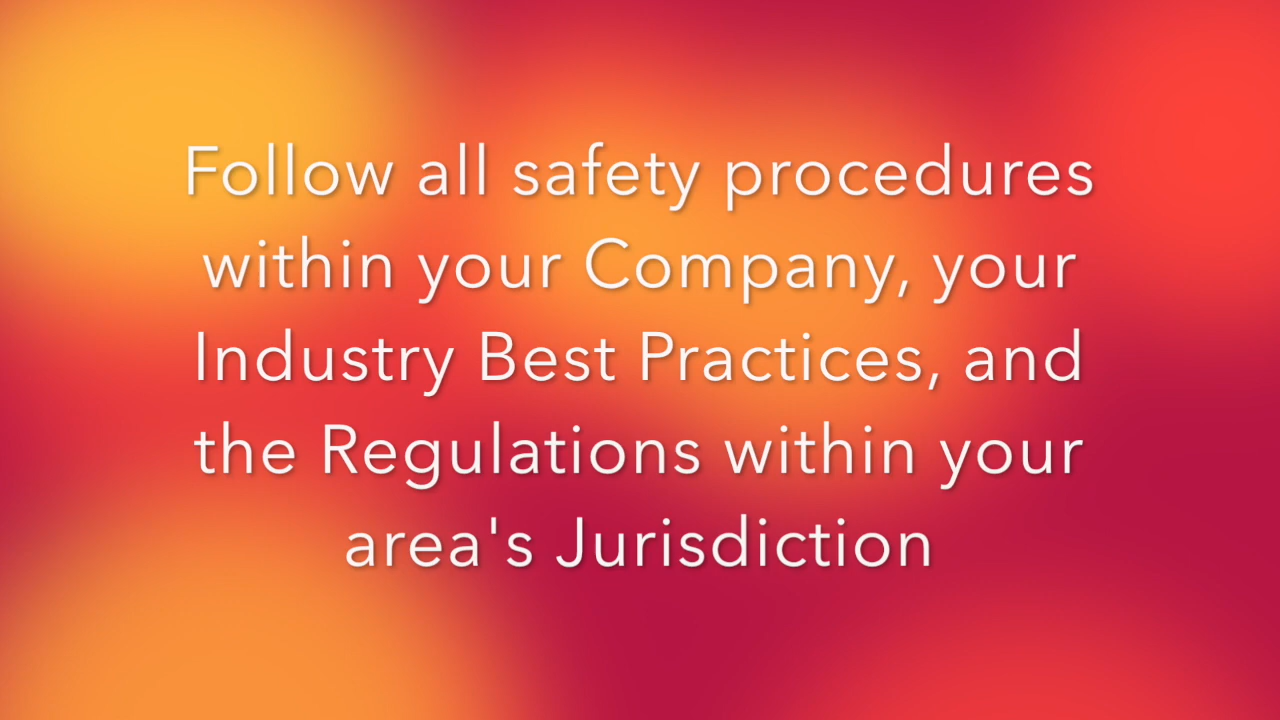 Follow all safety procedures
within your Company, your
Industry Best Practices, and
the Regulations within your
area's Jurisdiction